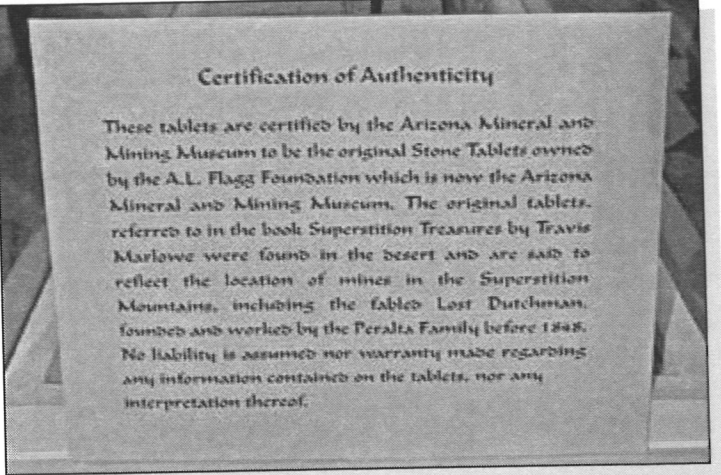 Certification of Authenticity
These tablets are certified by the Arizona Mineral and
Mining Museum to be the original Stone Tablets owned
by the A.L. Flagg Foundation which is now the Arizona
Mineral and Mining Museum. The original tablets,
referred to in the book Superstition Treasures by Travis
Marlowe were found in the desert and are said to
reflect the location of mines in the Superstition
Mountains, including the fabled Lost Dutchman,
founded and worked by the Peralta Family before 1848.
No liability is assumed nor warranty made regarding
any information contained on the tablets, nor any
interpretation thereof.